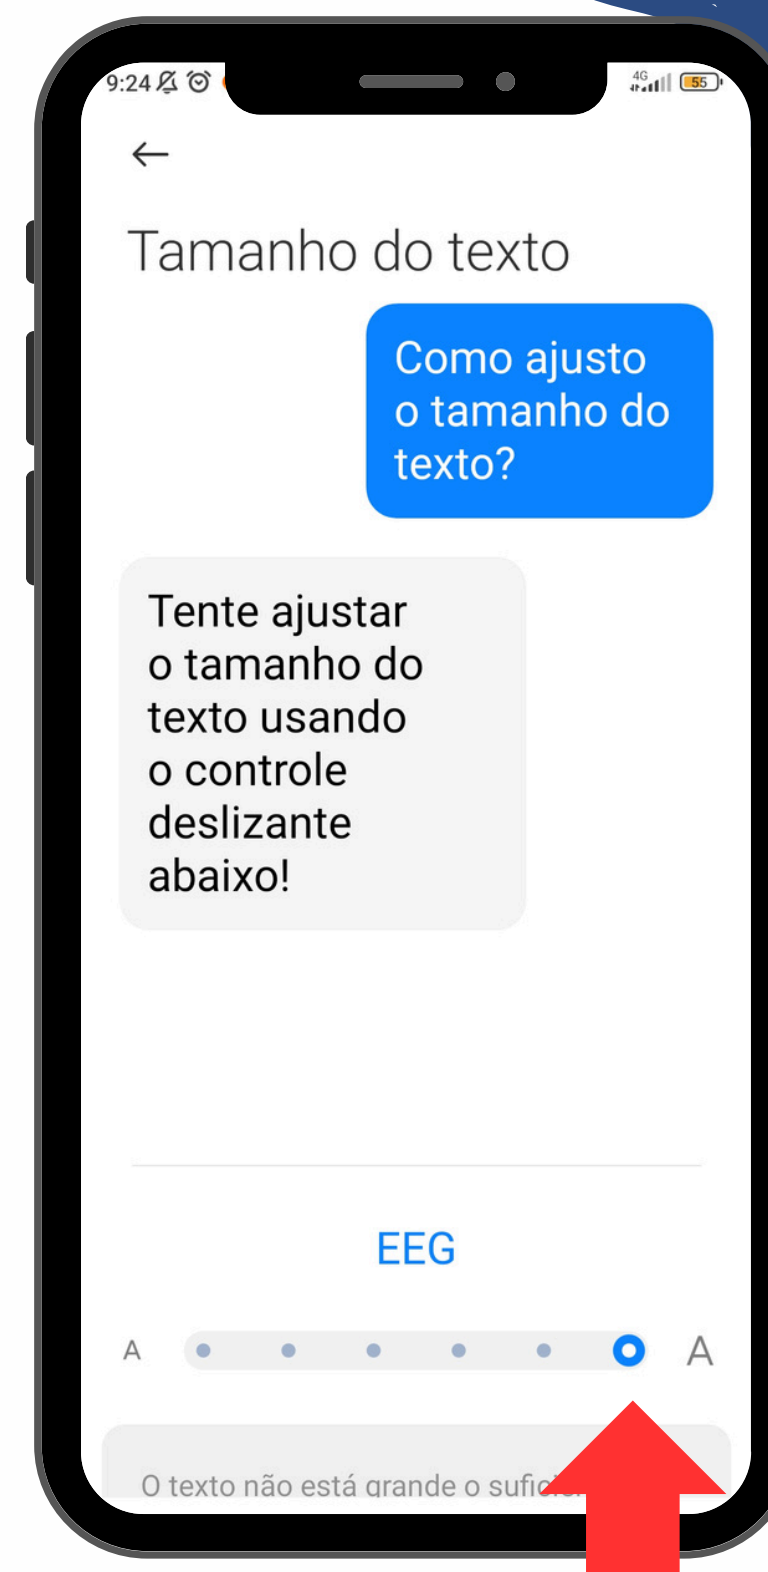 9:24 4G 55
Tamanho do texto
Como ajusto
o tamanho do
texto?
Tente ajustar
o tamanho do
texto usando
o controle
deslizante
abaixo!
EEG
A A
O texto não está grande o